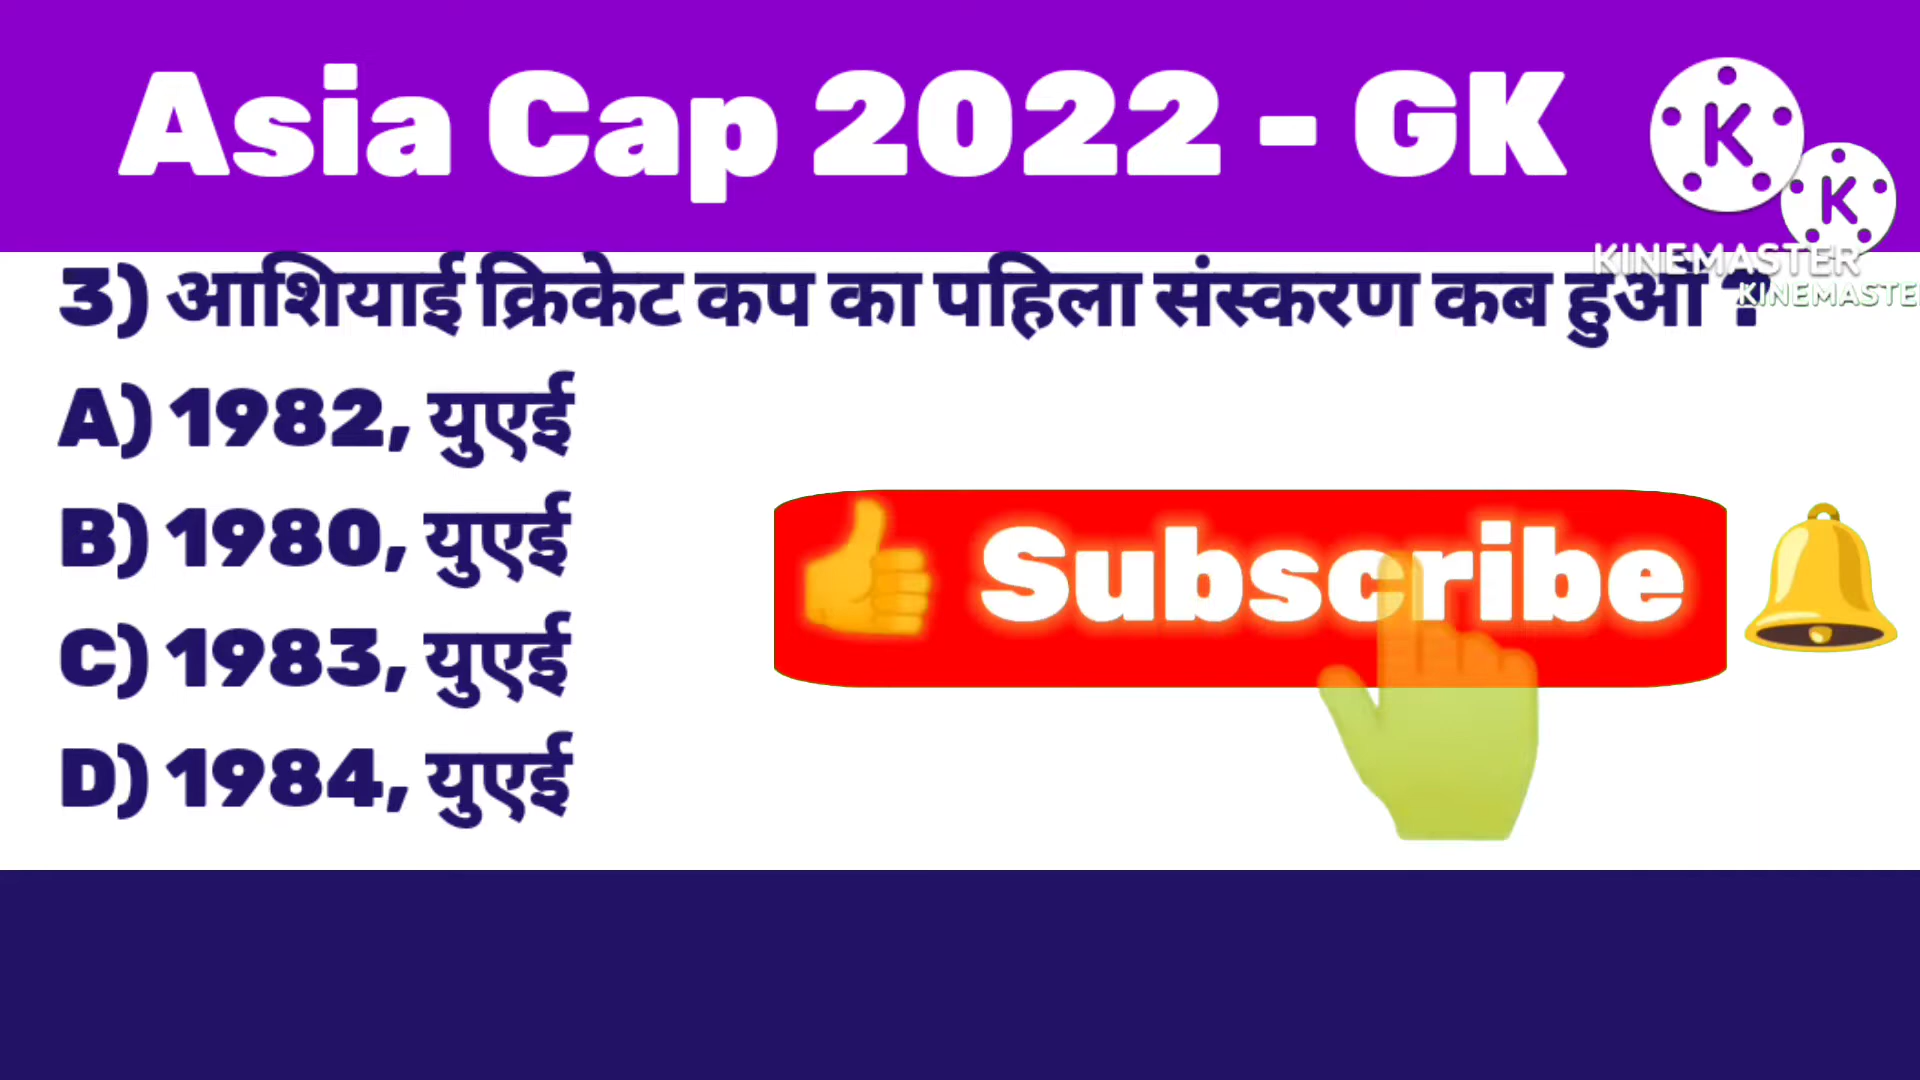 Asia Cap 2022 - GK
K
K
KINEMASTER
KINEMASTE
3) आशियाई क्रिकेट कप का पहिला संस्करण कब हुआ ?
A) 1982, युएई
B) 1980, युएई
C) 1983, युएई
D) 1984, युएई
Subscribe